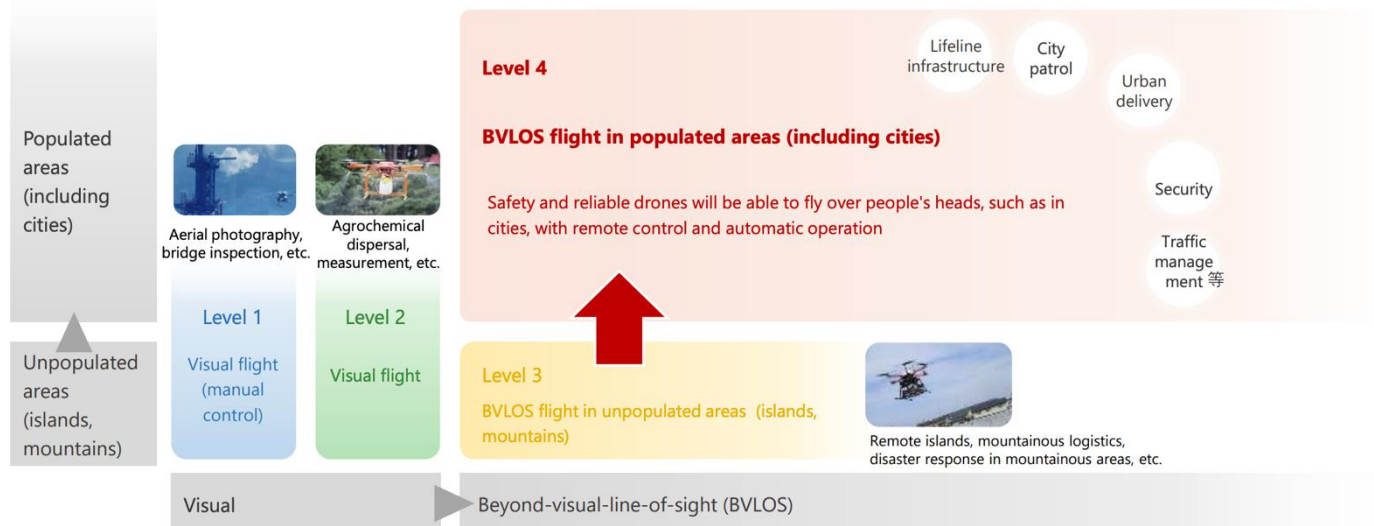 Populated
areas
(including
cities)
Unpopulated
areas
(islands,
mountains)
Aerial photography,
bridge inspection, etc.
Level 1
Visual flight
(manual
control)
Agrochemical
dispersal,
measurement, etc.
Level 2
Visual flight
Level 4
BVLOS flight in populated areas (including cities)
Safety and reliable drones will be able to fly over people's heads, such as in
cities, with remote control and automatic operation
Lifeline
infrastructure
City
patrol
Urban
delivery
Security
Traffic
manage
ment 等
Level 3
BVLOS flight in unpopulated areas (islands,
mountains)
Remote islands, mountainous logistics,
disaster response in mountainous areas, etc.
Visual
Beyond-visual-line-of-sight (BVLOS)